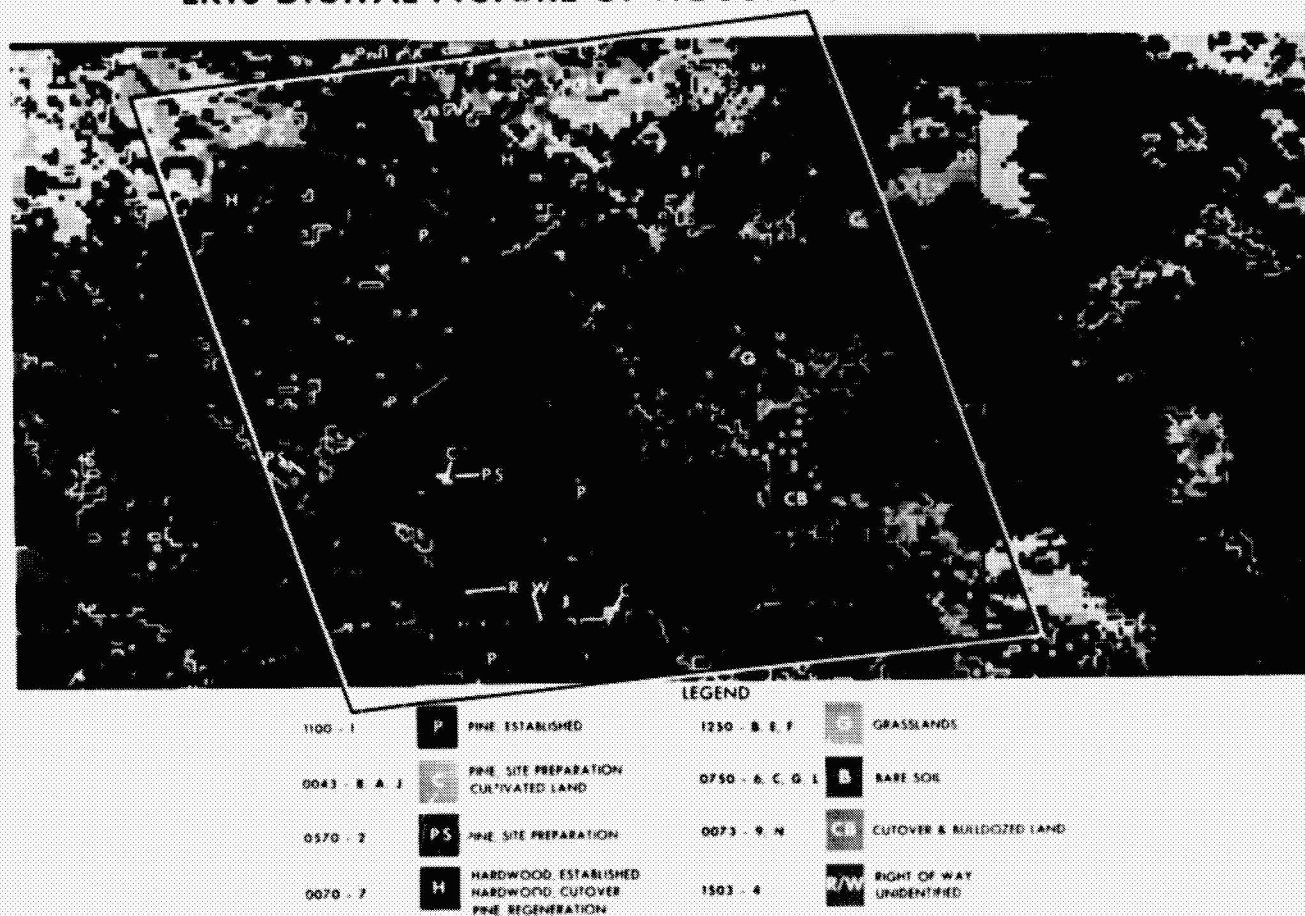 LEGEND
1100 - 1 P PINE, ESTABLISHED
0043 - 8, A, J C PINE, SITE PREPARATION
CULTIVATED LAND
0570 - 2 PS PINE, SITE PREPARATION
0070 - 7 H HARDWOOD, ESTABLISHED
HARDWOOD, CUTOVER
PINE REGENERATION
1250 - B, E, F G GRASSLANDS
0750 - 6, C, G, L B BARE SOIL
0073 - 9, N CB CUTOVER & BULLDOZED LAND
1503 - 4 R/W RIGHT OF WAY
UNIDENTIFIED
P
H
P
H
G
P
G
B
P
C
PS
PS
P
B
CB
R W
C
P